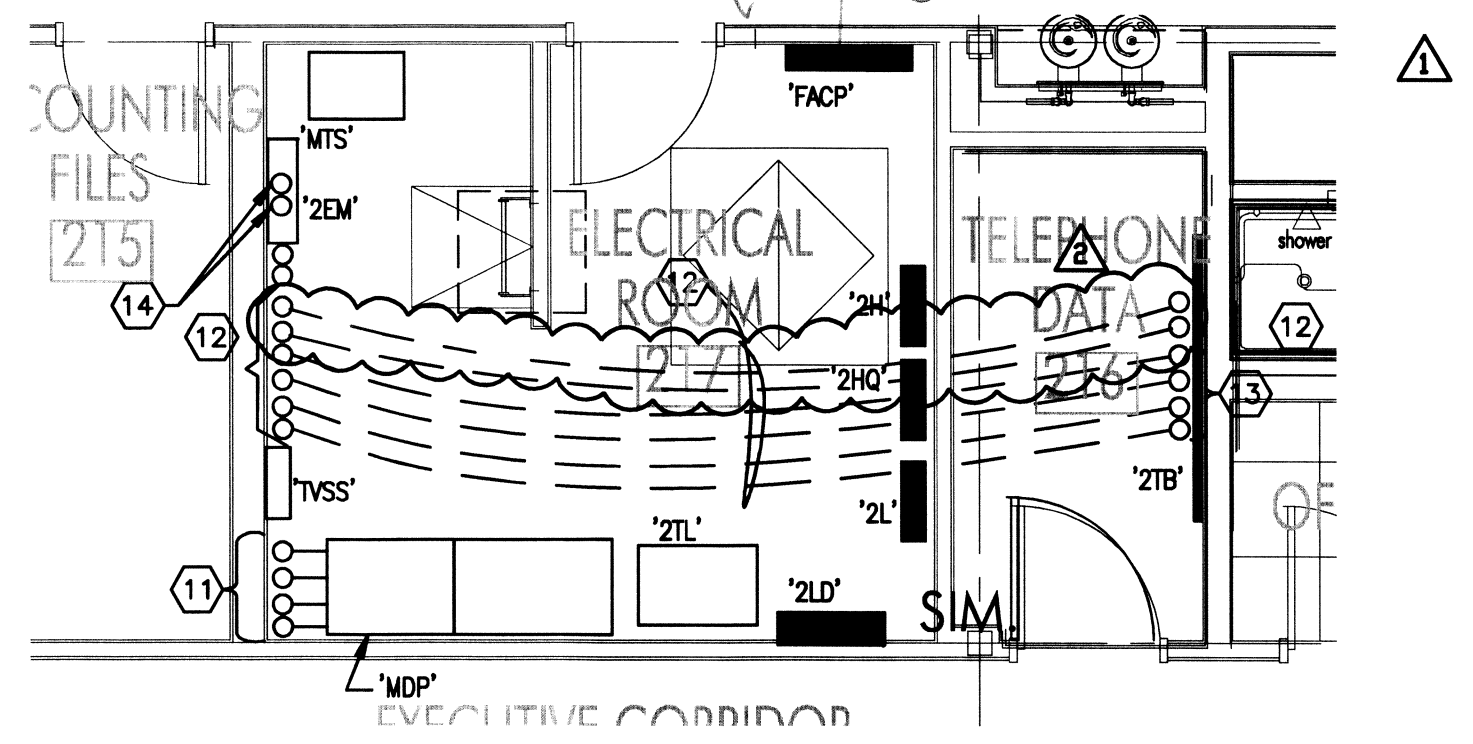 1
'FACP'
COUNTING
FILES
215
'MTS'
'2EM'
14
12
ELECTRICAL
ROOM
217
12
TELEPHONE
DATA
216
2
shower
12
13
'2H'
'2HQ'
'2L'
'2TB'
'TVSS'
'2TL'
11
'2LD'
SIM.
OF
'MDP'
EXECUTIVE CORRIDOR